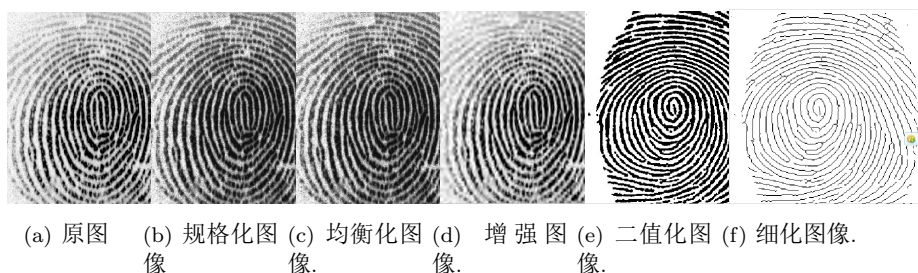 (a) 原图 (b) 规格化图 (c) 均衡化图 (d) 增强图 (e) 二值化图 (f) 细化图像.
像 像. 像. 像.